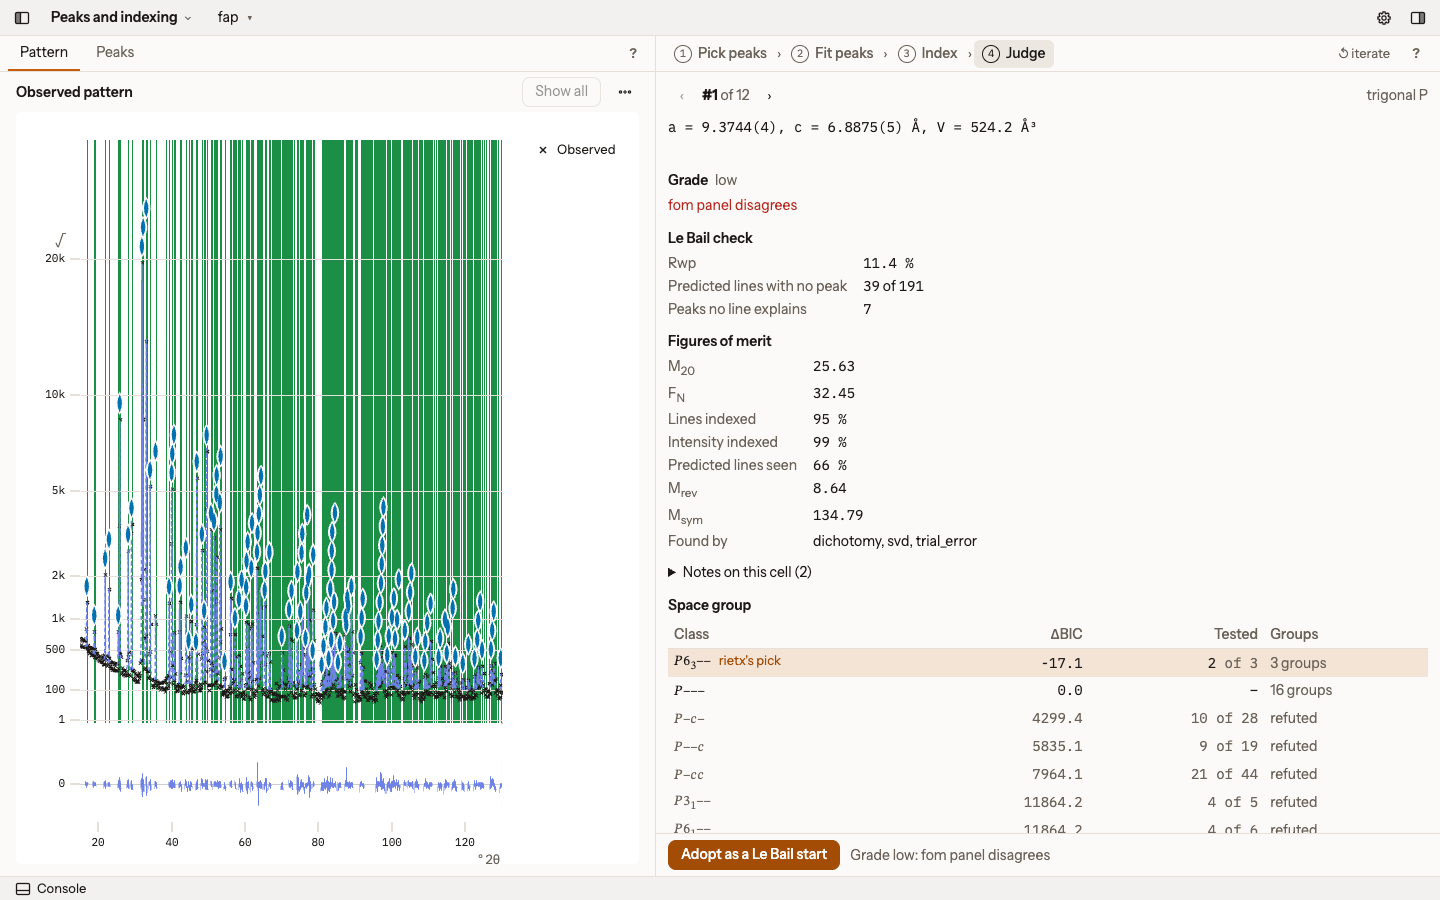 Peaks and indexing
fap
Pattern
Peaks
?
1 Pick peaks › 2 Fit peaks › 3 Index › 4 Judge
iterate
?
Observed pattern
Show all
•••
‹ #1 of 12 ›
trigonal P
a = 9.3744(4), c = 6.8875(5) Å, V = 524.2 Å³
× Observed
Grade low
fom panel disagrees
Le Bail check
Rwp 11.4 %
Predicted lines with no peak 39 of 191
Peaks no line explains 7
Figures of merit
M20 25.63
FN 32.45
Lines indexed 95 %
Intensity indexed 99 %
Predicted lines seen 66 %
Mrev 8.64
Msym 134.79
Found by dichotomy, svd, trial_error
Notes on this cell (2)
Space group
Class ΔBIC Tested Groups
P63–– rietx's pick -17.1 2 of 3 3 groups
P––– 0.0 – 16 groups
P–c– 4299.4 10 of 28 refuted
P––c 5835.1 9 of 19 refuted
P–cc 7964.1 21 of 44 refuted
P31–– 11864.2 4 of 5 refuted
P61–– 11864.2 4 of 6 refuted
Adopt as a Le Bail start
Grade low: fom panel disagrees
√
20k
10k
5k
2k
1k
500
100
1
0
20 40 60 80 100 120
°2θ
Console